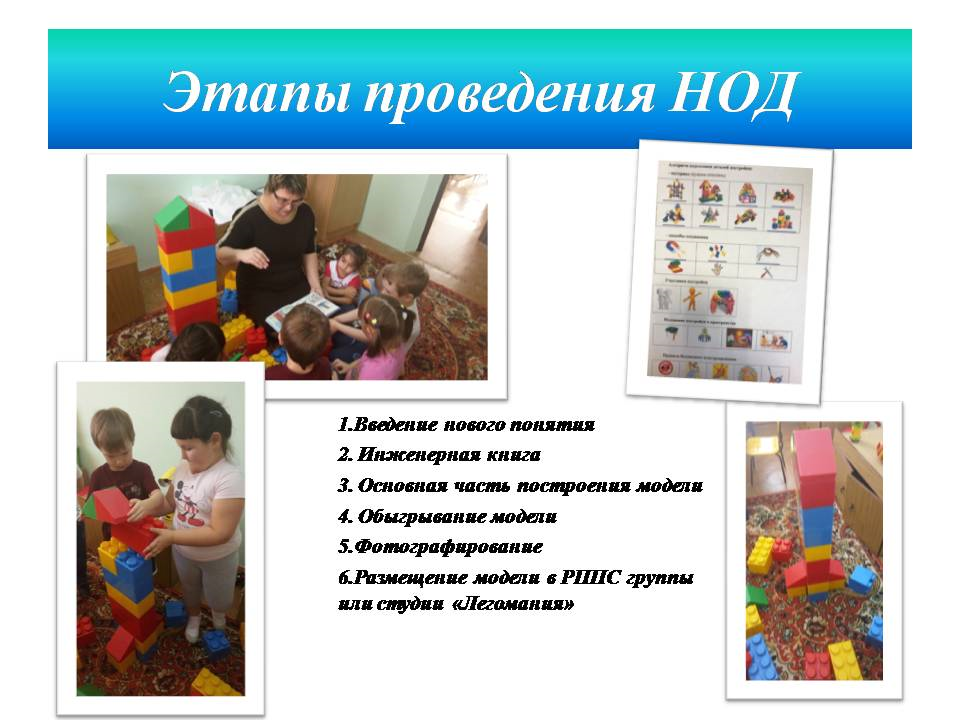 Этапы проведения НОД
1.Введение нового понятия
2. Инженерная книга
3. Основная часть построения модели
4. Обыгрывание модели
5.Фотографирование
6.Размещение модели в РППС группы
или студии «Легомания»